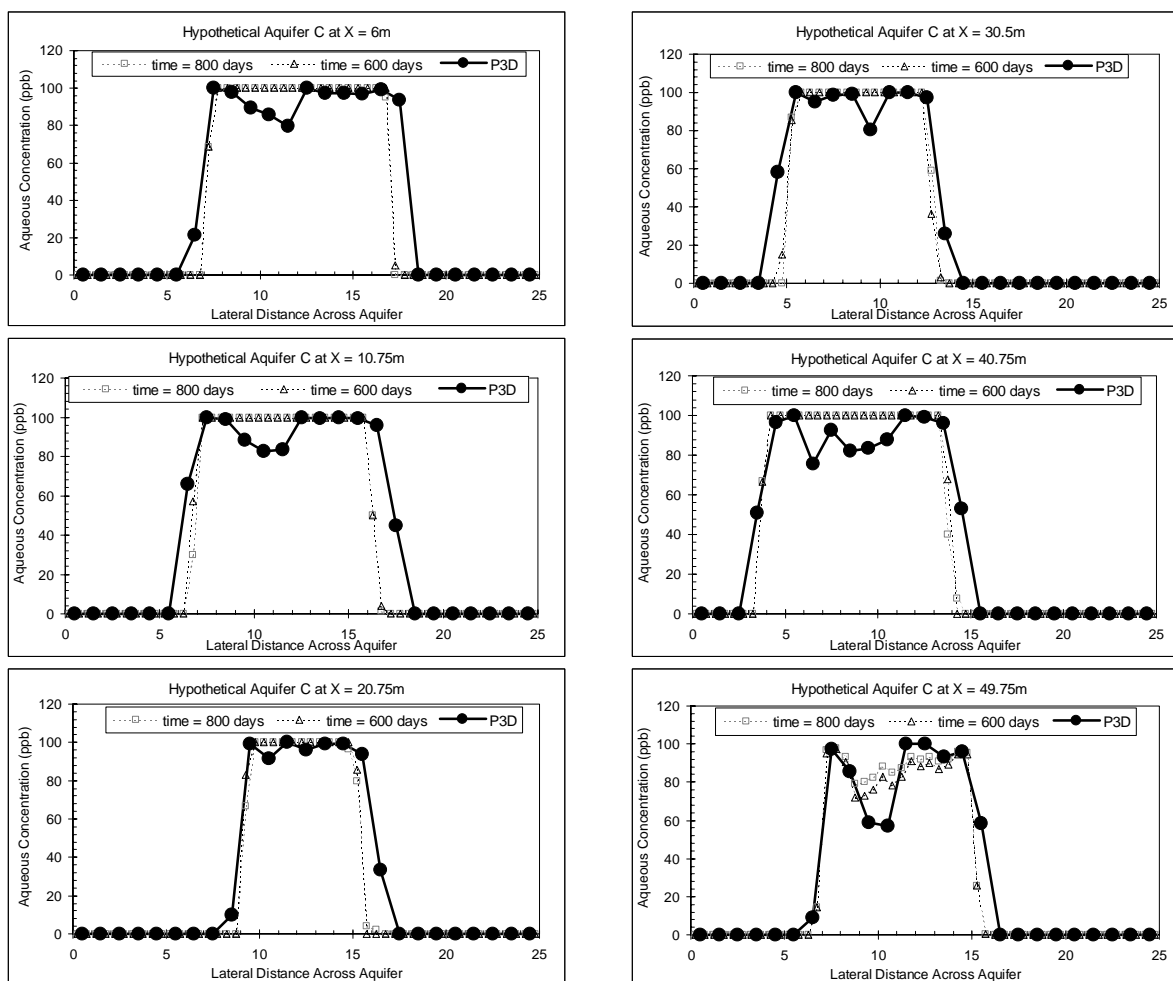 Hypothetical Aquifer C at X = 6m
time = 800 days time = 600 days P3D
Aqueous Concentration (ppb)
120
100
80
60
40
20
0
0 5 10 15 20 25
Lateral Distance Across Aquifer
Hypothetical Aquifer C at X = 30.5m
time = 800 days time = 600 days P3D
Aqueous Concentration (ppb)
120
100
80
60
40
20
0
0 5 10 15 20 25
Lateral Distance Across Aquifer
Hypothetical Aquifer C at X = 10.75m
time = 800 days time = 600 days P3D
Aqueous Concentration (ppb)
120
100
80
60
40
20
0
0 5 10 15 20 25
Lateral Distance Across Aquifer
Hypothetical Aquifer C at X = 40.75m
time = 800 days time = 600 days P3D
Aqueous Concentration (ppb)
120
100
80
60
40
20
0
0 5 10 15 20 25
Lateral Distance Across Aquifer
Hypothetical Aquifer C at X = 20.75m
time = 800 days time = 600 days P3D
Aqueous Concentration (ppb)
120
100
80
60
40
20
0
0 5 10 15 20 25
Lateral Distance Across Aquifer
Hypothetical Aquifer C at X = 49.75m
time = 800 days time = 600 days P3D
Aqueous Concentration (ppb)
120
100
80
60
40
20
0
0 5 10 15 20 25
Lateral Distance Across Aquifer